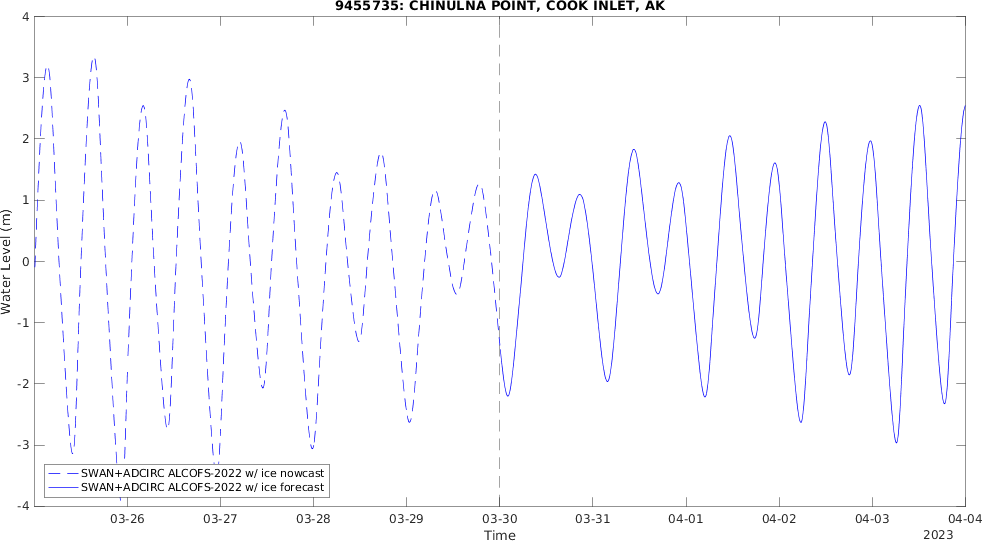 9455735: CHINULNA POINT, COOK INLET, AK
4
3
2
1
0
-1
-2
-3
-4
Water Level (m)
SWAN+ADCIRC ALCOFS-2022 w/ ice nowcast
SWAN+ADCIRC ALCOFS-2022 w/ ice forecast
03-26 03-27 03-28 03-29 03-30 03-31 04-01 04-02 04-03 04-04
Time
2023